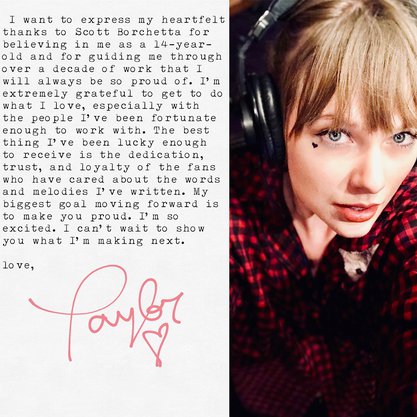 I want to express my heartfelt
thanks to Scott Borchetta for
believing in me as a 14-year-
old and for guiding me through
over a decade of work that I
will always be so proud of. I'm
extremely grateful to get to do
what I love, especially with
the people I've been fortunate
enough to work with. The best
thing I've been lucky enough
to receive is the dedication,
trust, and loyalty of the fans
who have cared about the words
and melodies I've written. My
biggest goal moving forward is
to make you proud. I'm so
excited. I can't wait to show
you what I'm making next.
love,
Taylor